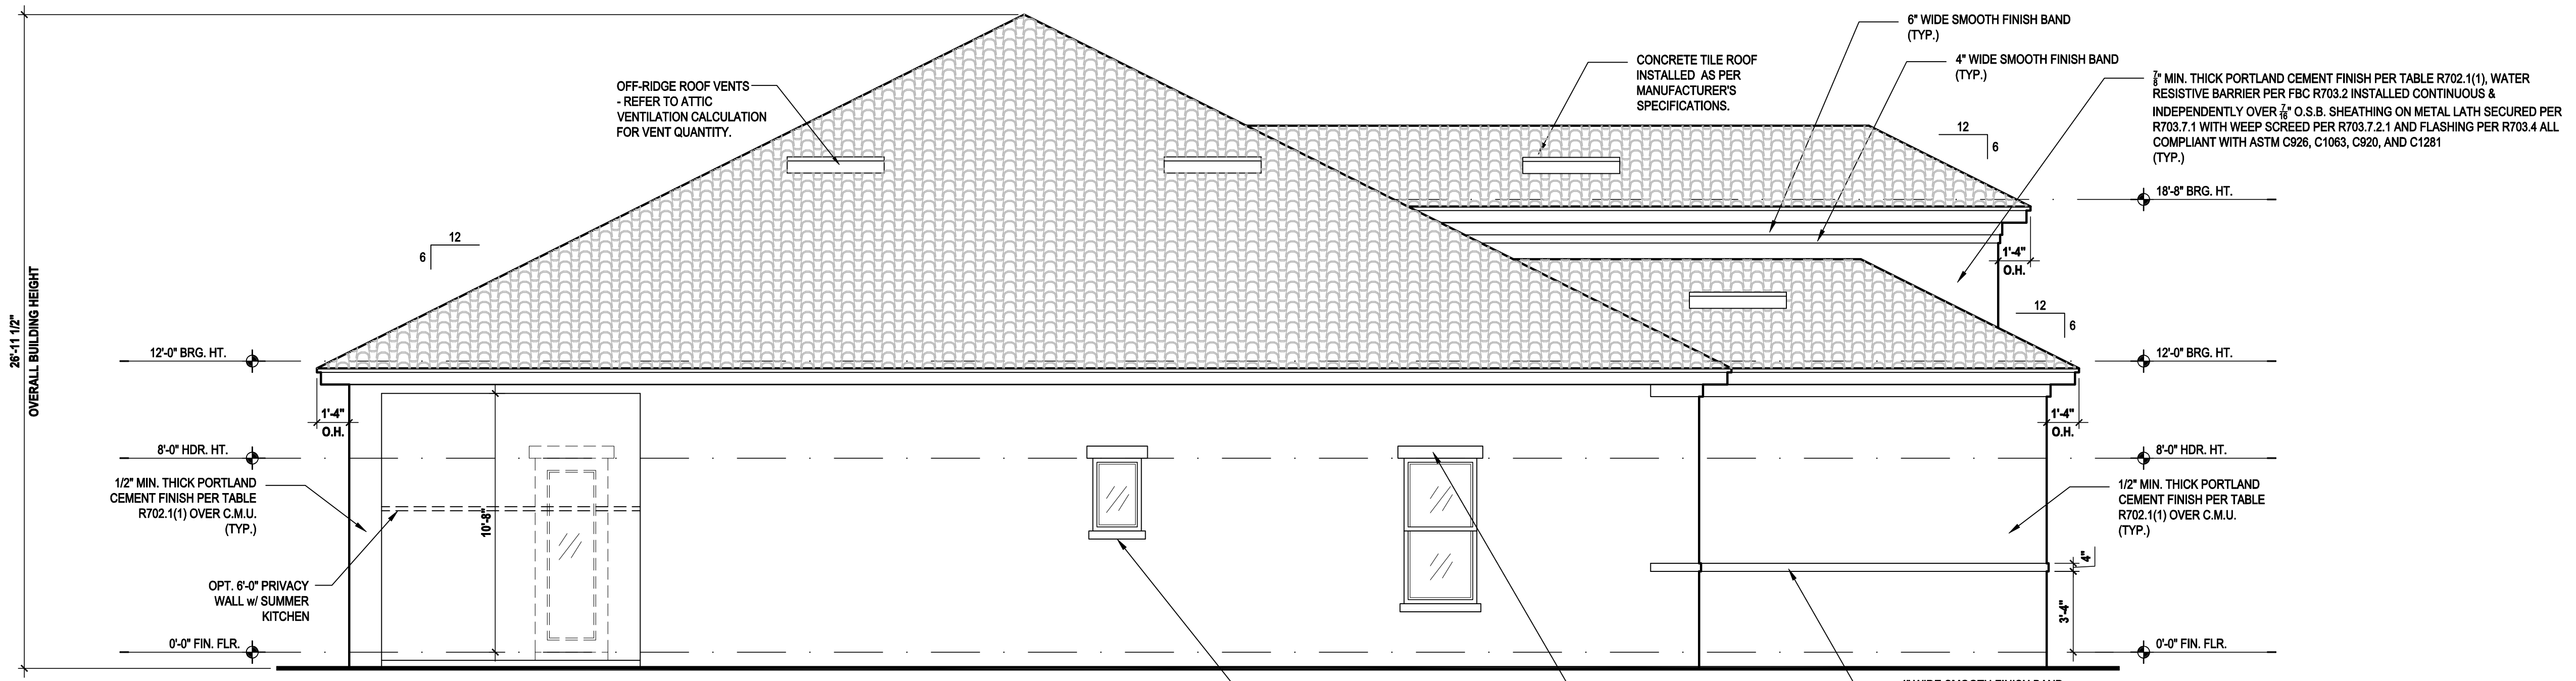 6" WIDE SMOOTH FINISH BAND
(TYP.)
4" WIDE SMOOTH FINISH BAND
(TYP.)
CONCRETE TILE ROOF
INSTALLED AS PER
MANUFACTURER'S
SPECIFICATIONS.
OFF-RIDGE ROOF VENTS
- REFER TO ATTIC
VENTILATION CALCULATION
FOR VENT QUANTITY.
7/8" MIN. THICK PORTLAND CEMENT FINISH PER TABLE R702.1(1), WATER
RESISTIVE BARRIER PER FBC R703.2 INSTALLED CONTINUOUS &
INDEPENDENTLY OVER 7/16" O.S.B. SHEATHING ON METAL LATH SECURED PER
R703.7.1 WITH WEEP SCREED PER R703.7.2.1 AND FLASHING PER R703.4 ALL
COMPLIANT WITH ASTM C926, C1063, C920, AND C1281
(TYP.)
12
6
18'-8" BRG. HT.
12
6
1'-4"
O.H.
26'-11 1/2"
OVERALL BUILDING HEIGHT
12
6
12'-0" BRG. HT.
12'-0" BRG. HT.
1'-4"
O.H.
1'-4"
O.H.
8'-0" HDR. HT.
8'-0" HDR. HT.
1/2" MIN. THICK PORTLAND
CEMENT FINISH PER TABLE
R702.1(1) OVER C.M.U.
(TYP.)
10'-8"
1/2" MIN. THICK PORTLAND
CEMENT FINISH PER TABLE
R702.1(1) OVER C.M.U.
(TYP.)
4"
OPT. 6'-0" PRIVACY
WALL w/ SUMMER
KITCHEN
3'-4"
0'-0" FIN. FLR.
0'-0" FIN. FLR.